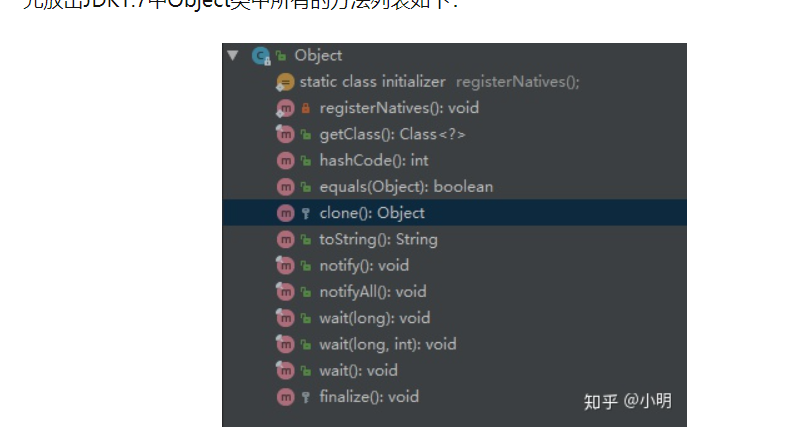 先放出JDK1.7中Object类中所有的方法列表如下：
Object
static class initializer registerNatives();
registerNatives(): void
getClass(): Class<?>
hashCode(): int
equals(Object): boolean
clone(): Object
toString(): String
notify(): void
notifyAll(): void
wait(long): void
wait(long, int): void
wait(): void
finalize(): void
知乎 @小明